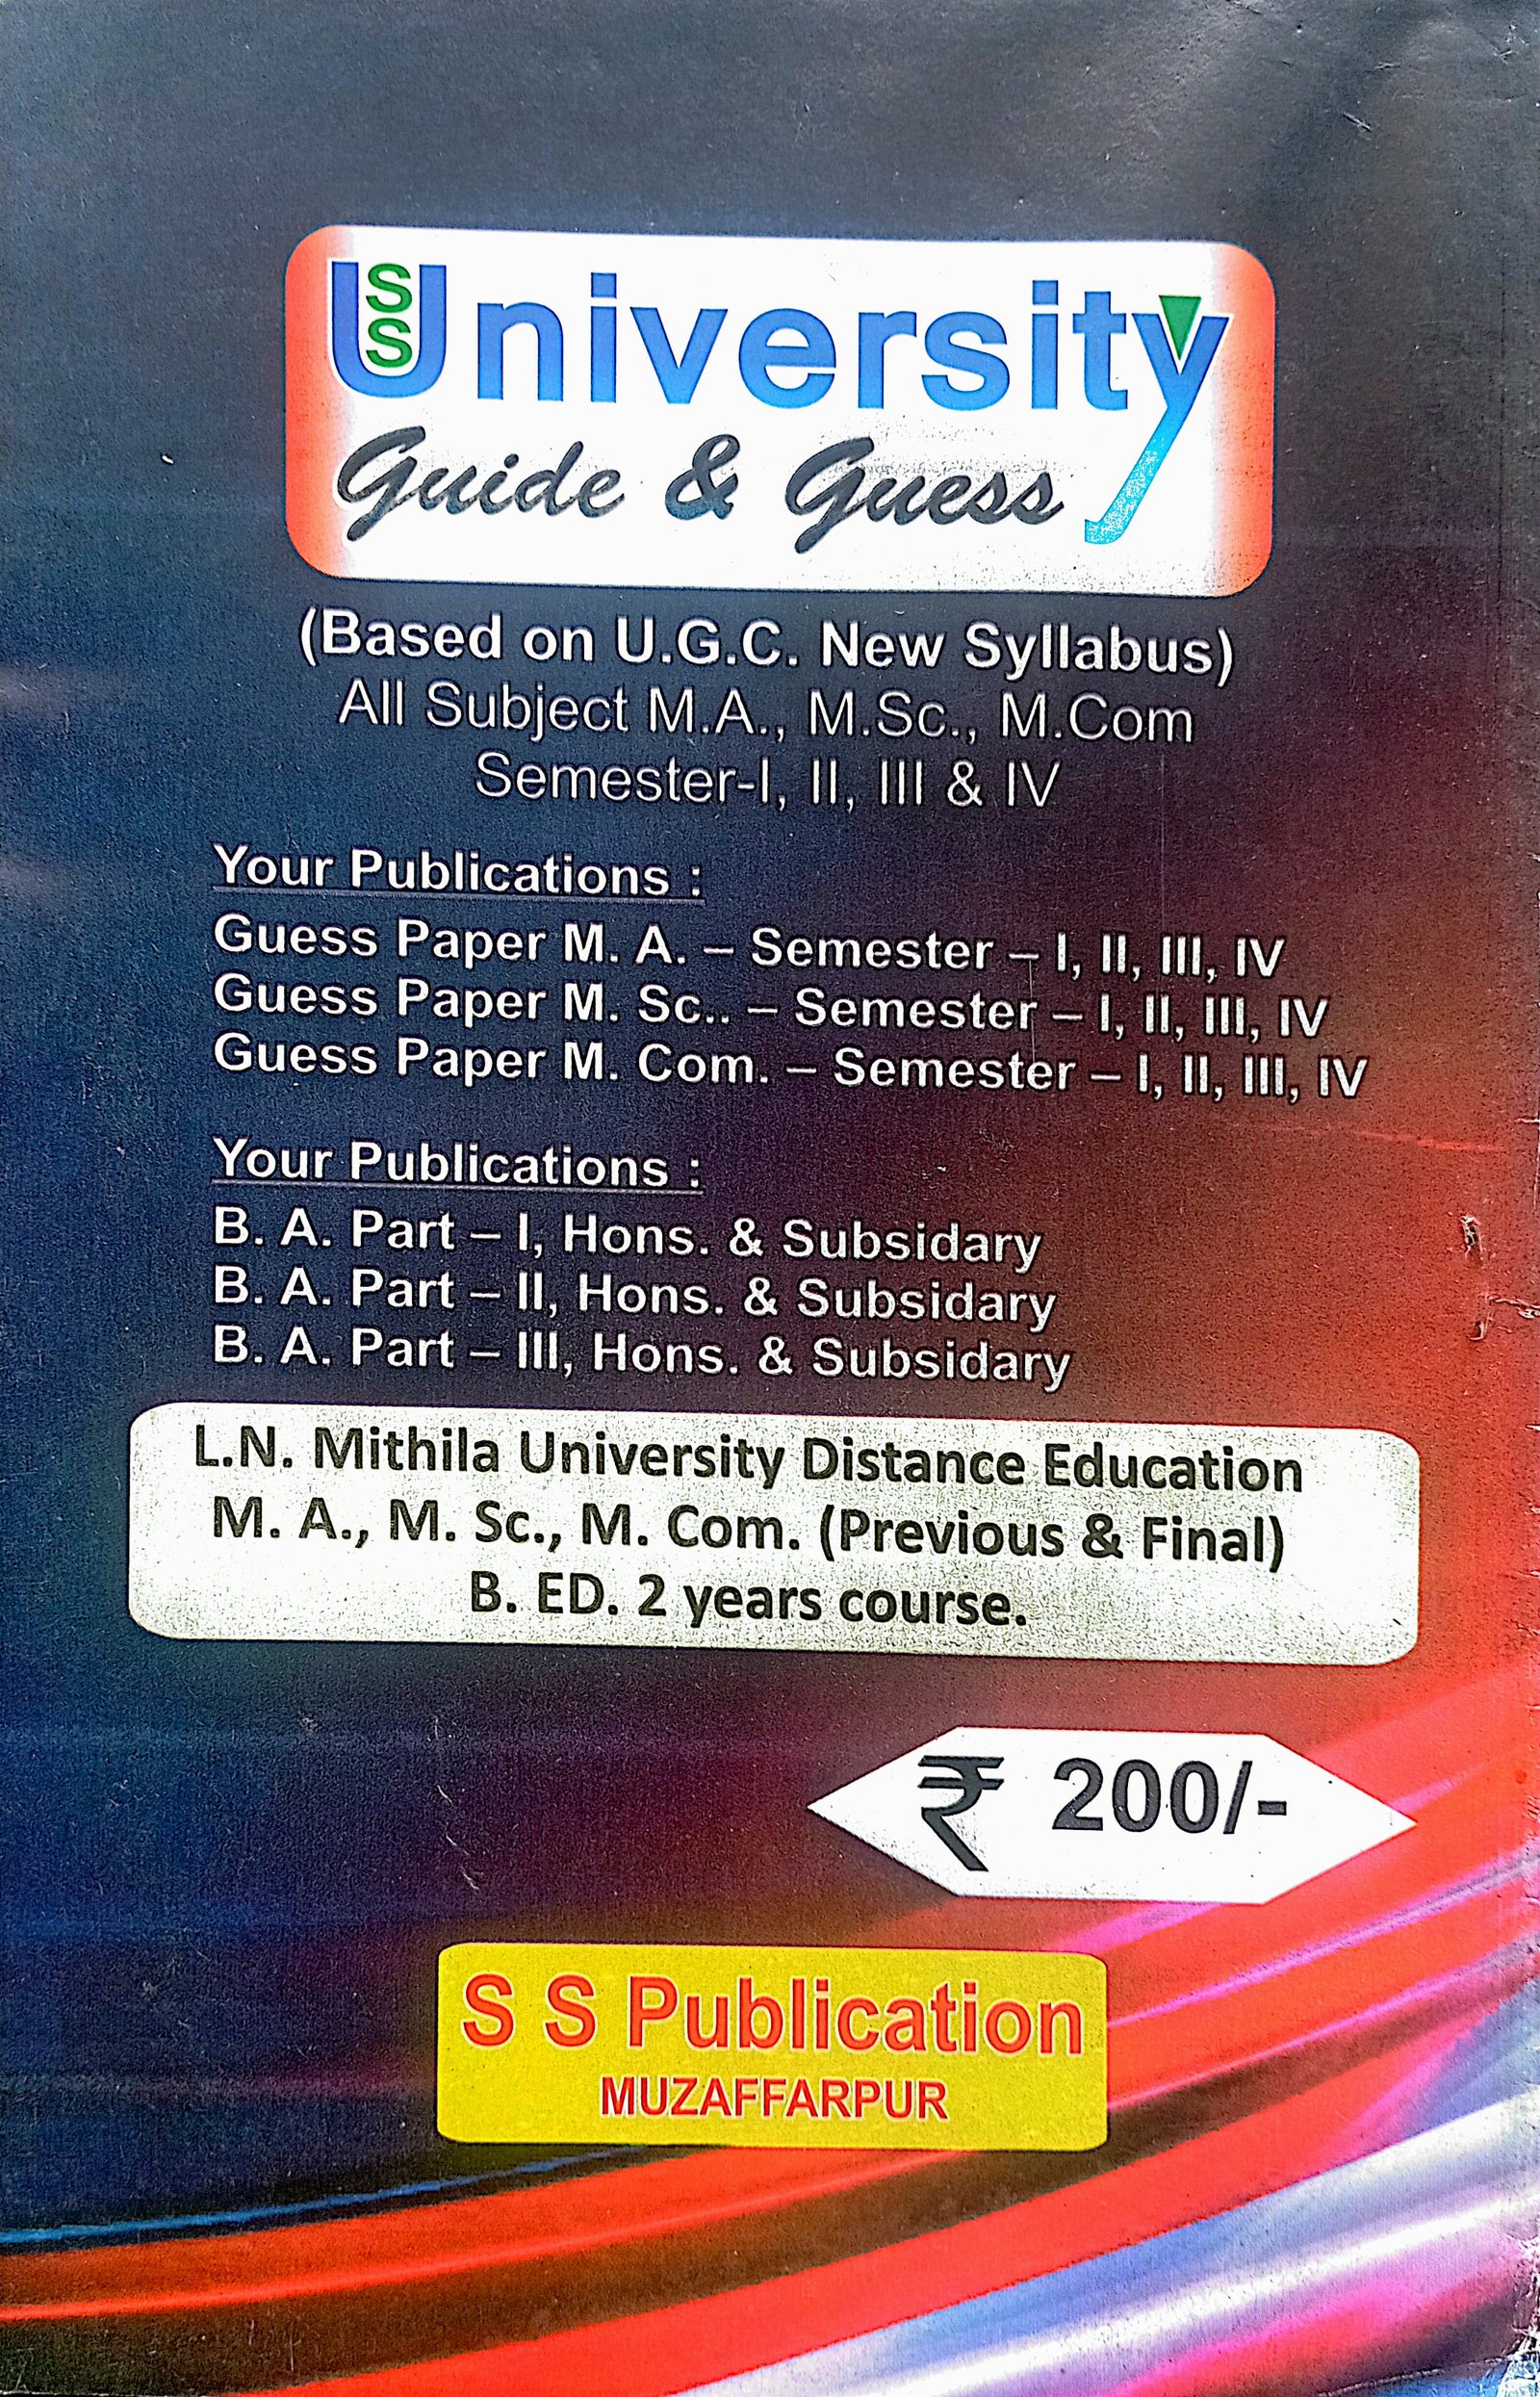 University
SS
Guide & Guess
(Based on U.G.C. New Syllabus)
All Subject M.A., M.Sc., M.Com
Semester-I, II, III & IV
Your Publications :
Guess Paper M. A. – Semester – I, II, III, IV
Guess Paper M. Sc.. – Semester – I, II, III, IV
Guess Paper M. Com. – Semester – I, II, III, IV
Your Publications :
B. A. Part – I, Hons. & Subsidary
B. A. Part – II, Hons. & Subsidary
B. A. Part – III, Hons. & Subsidary
L.N. Mithila University Distance Education
M. A., M. Sc., M. Com. (Previous & Final)
B. ED. 2 years course.
₹ 200/-
S S Publication
MUZAFFARPUR